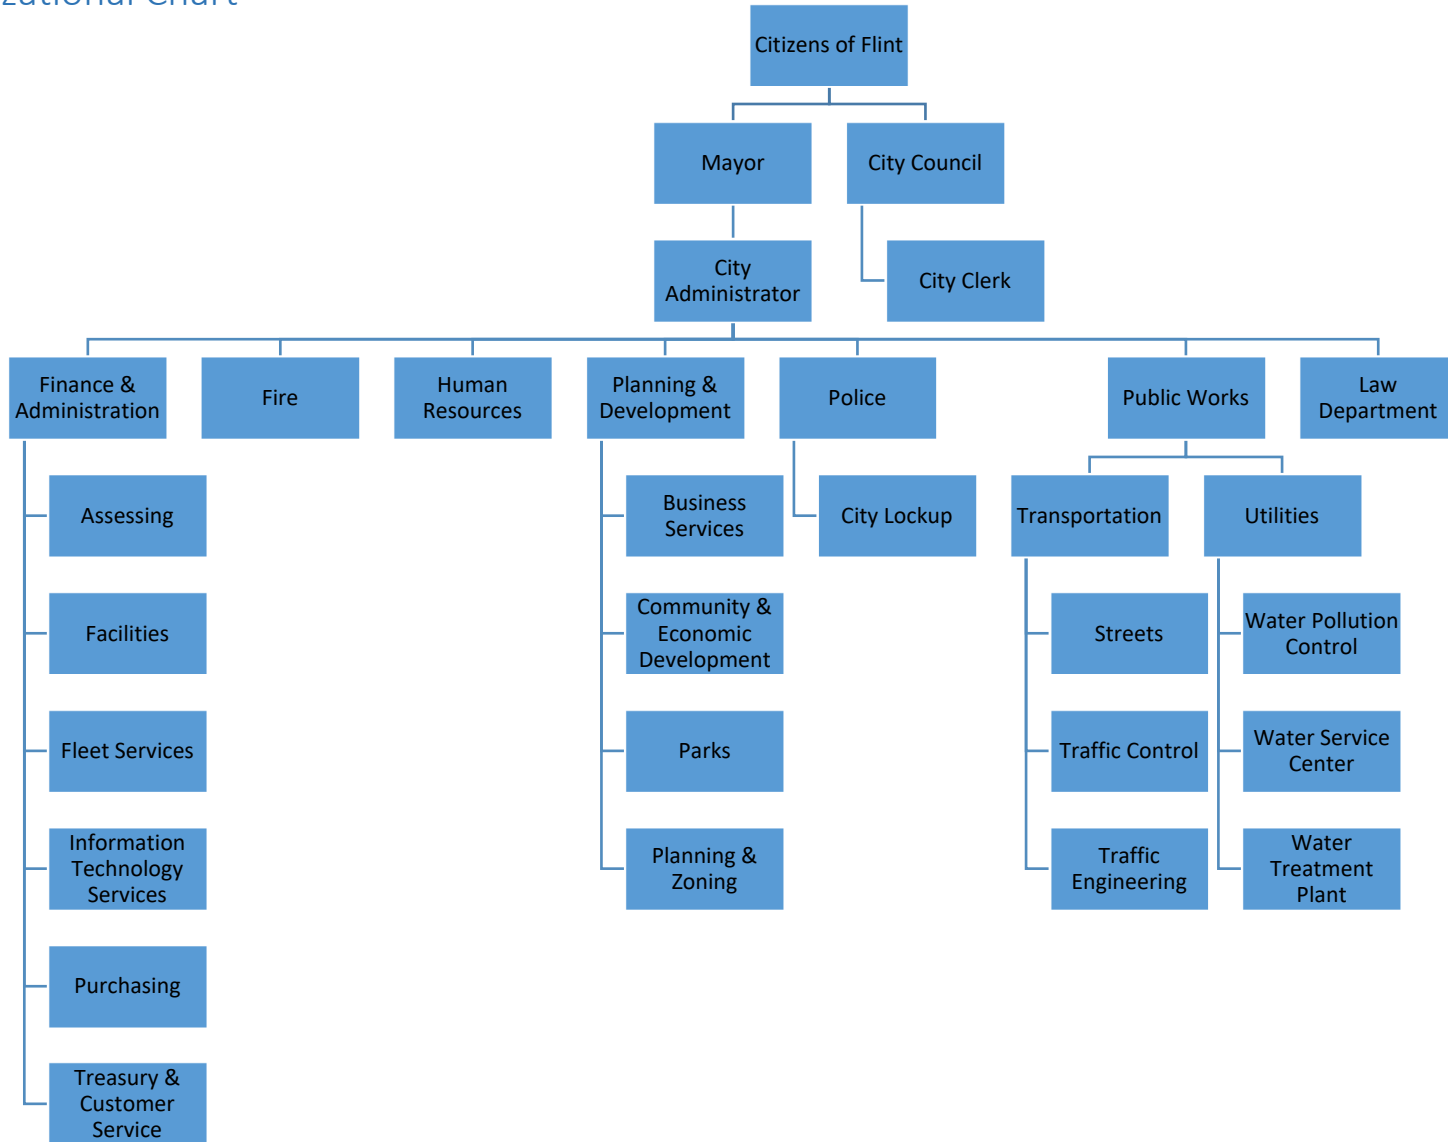 Citizens of Flint
Mayor
City Council
City
Administrator
City Clerk
Finance &
Administration
Fire
Human
Resources
Planning &
Development
Police
Public Works
Law
Department
Assessing
Facilities
Fleet Services
Information
Technology
Services
Purchasing
Treasury &
Customer
Service
Business
Services
Community &
Economic
Development
Parks
Planning &
Zoning
City Lockup
Transportation
Streets
Traffic Control
Traffic
Engineering
Utilities
Water Pollution
Control
Water Service
Center
Water
Treatment
Plant